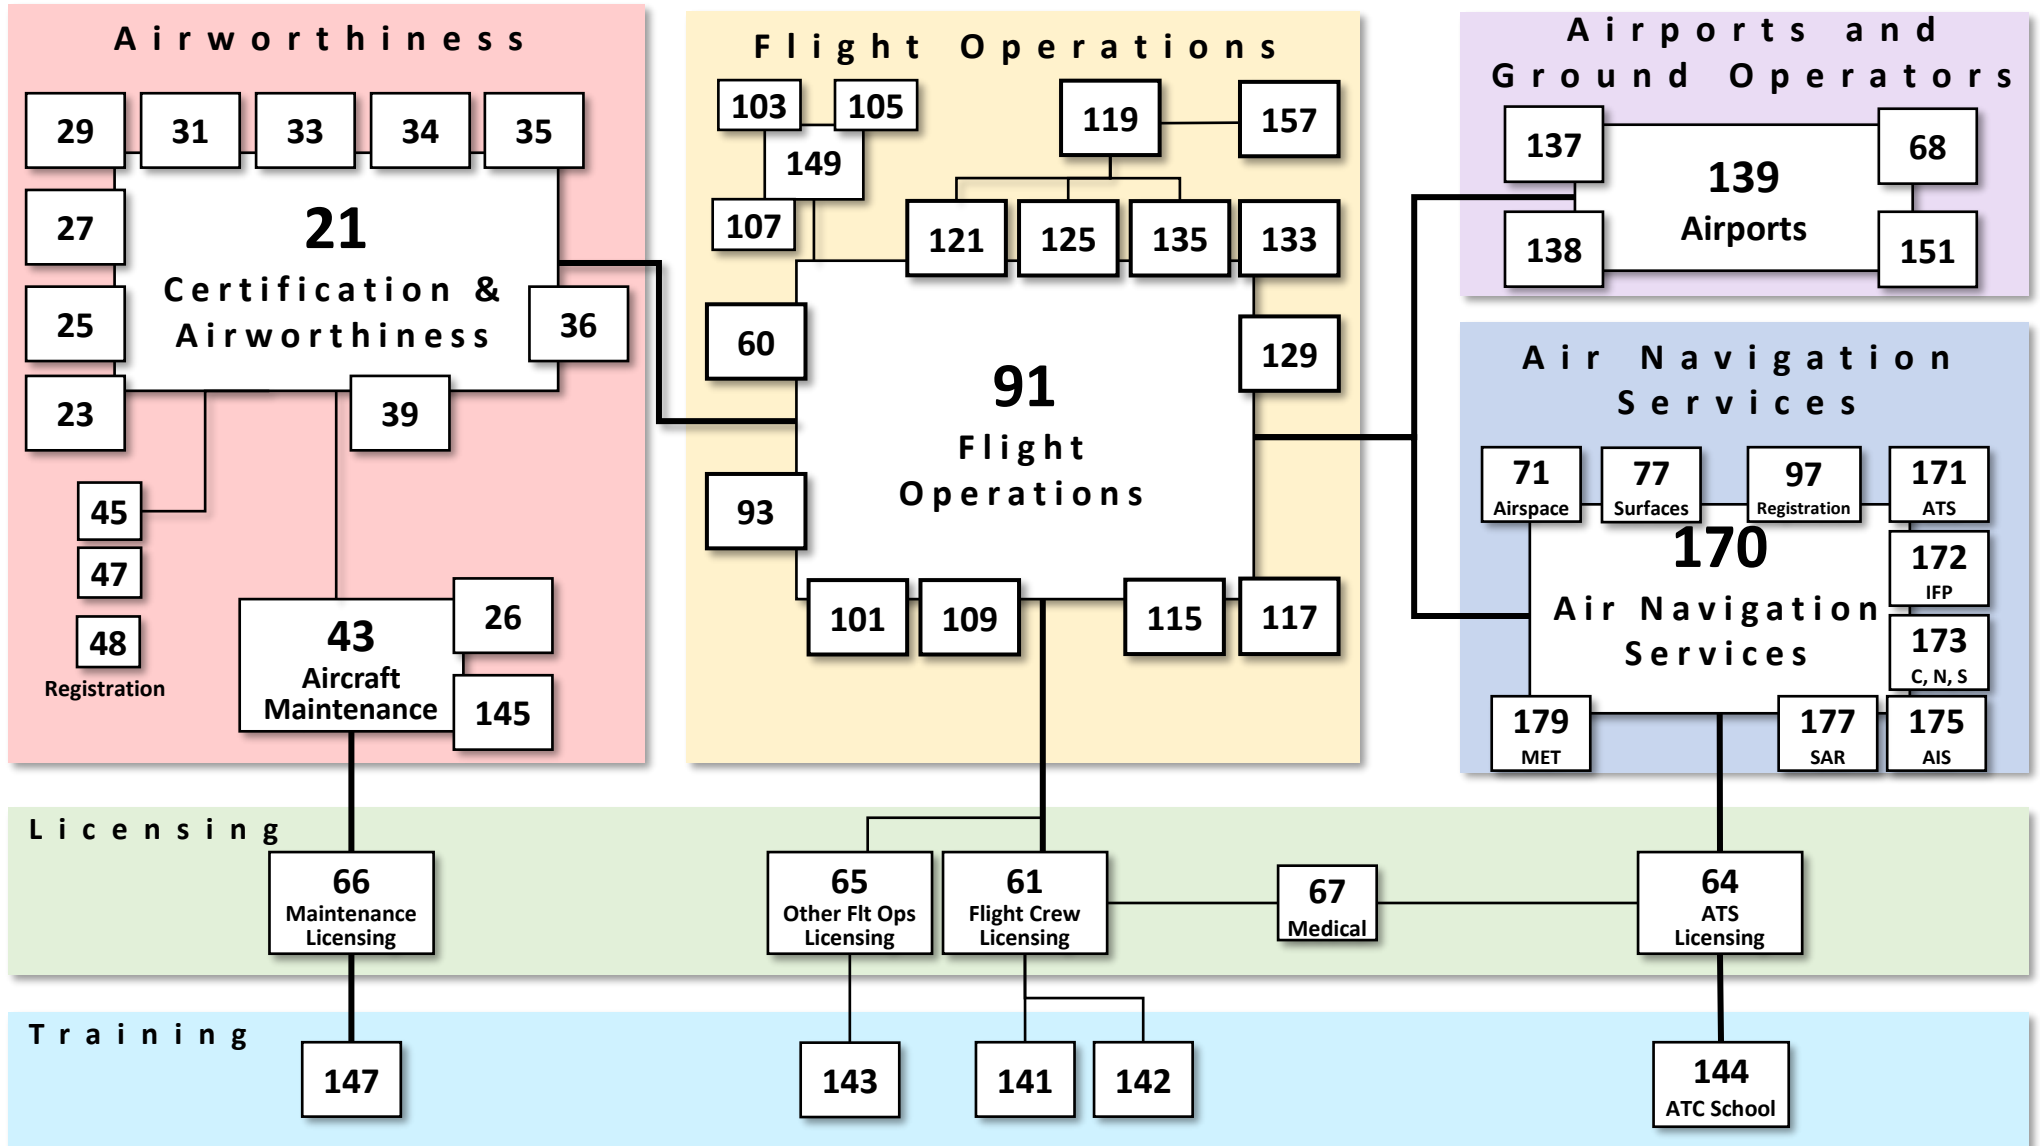 Airworthiness
29
31
33
34
35
27
21
Certification &
Airworthiness
25
36
23
39
45
47
48
Registration
43
Aircraft
Maintenance
26
145
Flight Operations
103
105
149
107
119
157
121
125
135
133
60
129
91
Flight
Operations
93
101
109
115
117
Airports and
Ground Operators
137
68
139
Airports
138
151
Air Navigation
Services
71
Airspace
77
Surfaces
97
Registration
171
ATS
170
Air Navigation
Services
172
IFP
173
C, N, S
179
MET
177
SAR
175
AIS
Licensing
66
Maintenance
Licensing
65
Other Flt Ops
Licensing
61
Flight Crew
Licensing
67
Medical
64
ATS
Licensing
Training
147
143
141
142
144
ATC School